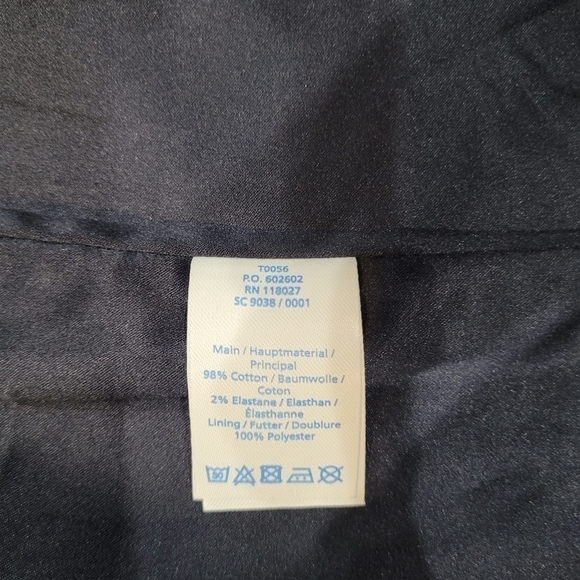 T0056
P.O. 602602
RN 118027
SC 9038 / 0001
Main / Hauptmaterial /
Principal
98% Cotton / Baumwolle /
Coton
2% Elastane / Elasthan /
Élasthanne
Lining / Futter / Doublure
100% Polyester